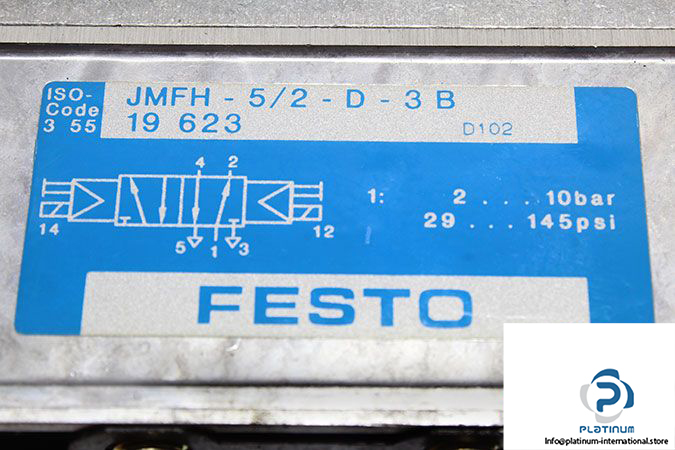 ISO-
Code
3 55
JMFH - 5/2 - D - 3 B
19 623
D102
4 2
14
12
5 1 3
1: 2 . . . 10bar
29 . . . 145psi
FESTO
PLATINUM
Info@platinum-international.store